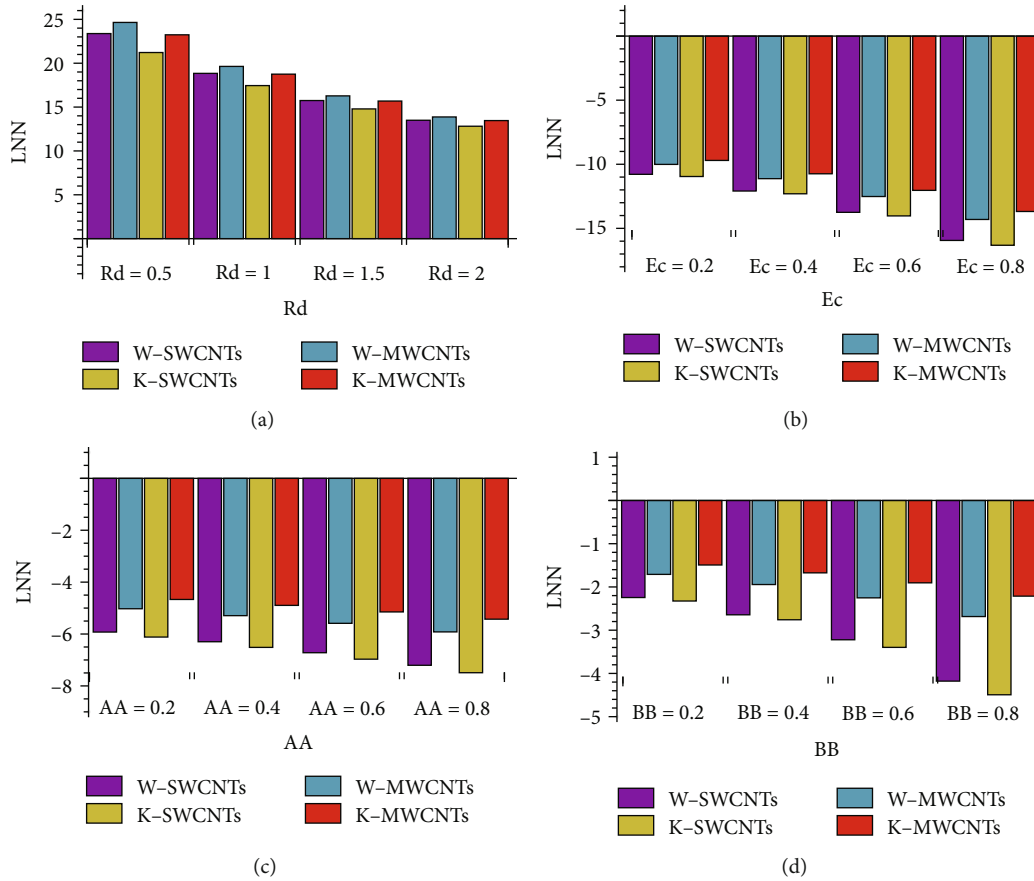 25
20
15
10
5
LNN
Rd = 0.5 Rd = 1 Rd = 1.5 Rd = 2
Rd
W–SWCNTs W–MWCNTs
K–SWCNTs K–MWCNTs
(a)
−5
−10
−15
LNN
Ec = 0.2 Ec = 0.4 Ec = 0.6 Ec = 0.8
Ec
W–SWCNTs W–MWCNTs
K–SWCNTs K–MWCNTs
(b)
−2
−4
−6
−8
LNN
AA = 0.2 AA = 0.4 AA = 0.6 AA = 0.8
AA
W–SWCNTs W–MWCNTs
K–SWCNTs K–MWCNTs
(c)
1
−1
−2
−3
−4
−5
LNN
BB = 0.2 BB = 0.4 BB = 0.6 BB = 0.8
BB
W–SWCNTs W–MWCNTs
K–SWCNTs K–MWCNTs
(d)